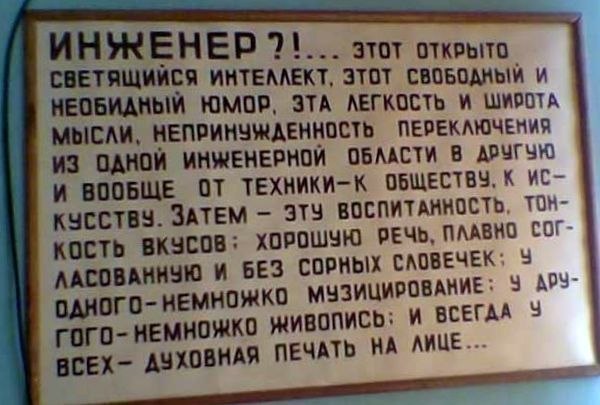 ИНЖЕНЕР?!... ЭТОТ ОТКРЫТО
СВЕТЯЩИЙСЯ ИНТЕЛЛЕКТ, ЭТОТ СВОБОДНЫЙ И
НЕОБИДНЫЙ ЮМОР, ЭТА ЛЕГКОСТЬ И ШИРОТА
МЫСЛИ, НЕПРИНУЖДЕННОСТЬ ПЕРЕКЛЮЧЕНИЯ
ИЗ ОДНОЙ ИНЖЕНЕРНОЙ ОБЛАСТИ В ДРУГУЮ
И ВООБЩЕ ОТ ТЕХНИКИ-К ОБЩЕСТВУ, К ИС-
КУССТВУ. ЗАТЕМ - ЭТУ ВОСПИТАННОСТЬ, ТОН-
КОСТЬ ВКУСОВ; ХОРОШУЮ РЕЧЬ, ПЛАВНО СОГ-
ЛАСОВАННУЮ И БЕЗ СОРНЫХ СЛОВЕЧЕК; У
ОДНОГО-НЕМНОЖКО МУЗИЦИРОВАНИЕ; У ДРУ-
ГОГО-НЕМНОЖКО ЖИВОПИСЬ; И ВСЕГДА У
ВСЕХ- ДУХОВНАЯ ПЕЧАТЬ НА ЛИЦЕ...